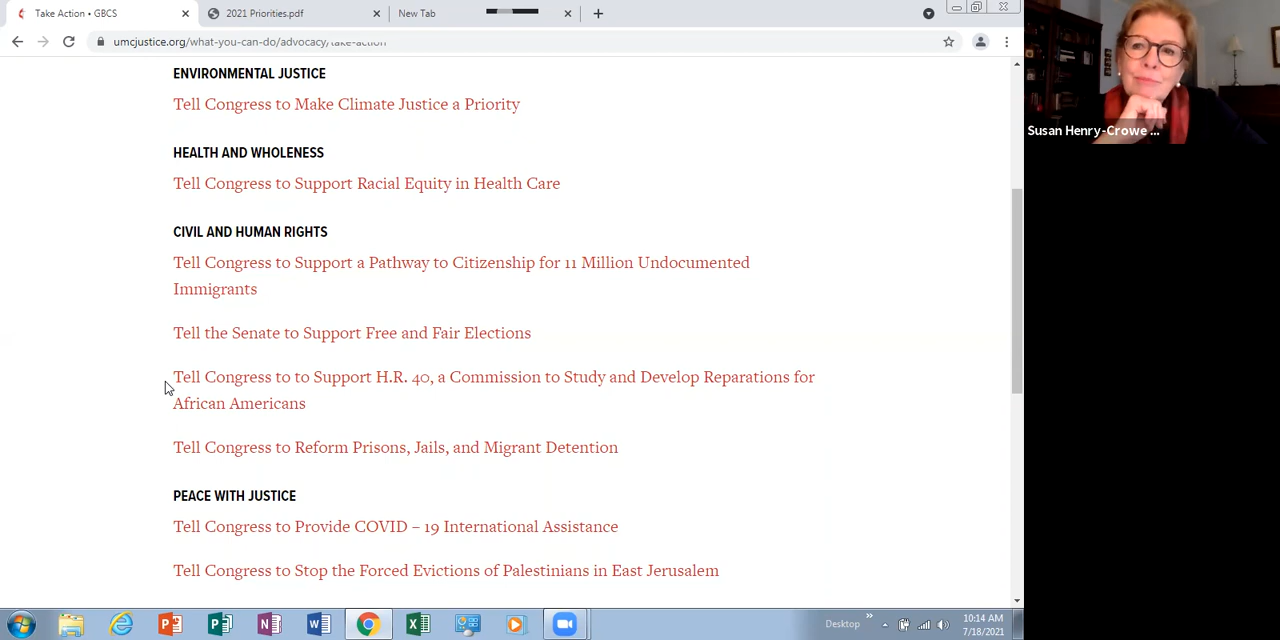 Take Action • GBCS
2021 Priorities.pdf
New Tab
umcjustice.org/what-you-can-do/advocacy/take-action
Susan Henry-Crowe ...
ENVIRONMENTAL JUSTICE
Tell Congress to Make Climate Justice a Priority
HEALTH AND WHOLENESS
Tell Congress to Support Racial Equity in Health Care
CIVIL AND HUMAN RIGHTS
Tell Congress to Support a Pathway to Citizenship for 11 Million Undocumented
Immigrants
Tell the Senate to Support Free and Fair Elections
Tell Congress to to Support H.R. 40, a Commission to Study and Develop Reparations for
African Americans
Tell Congress to Reform Prisons, Jails, and Migrant Detention
PEACE WITH JUSTICE
Tell Congress to Provide COVID – 19 International Assistance
Tell Congress to Stop the Forced Evictions of Palestinians in East Jerusalem
Desktop
10:14 AM
7/18/2021